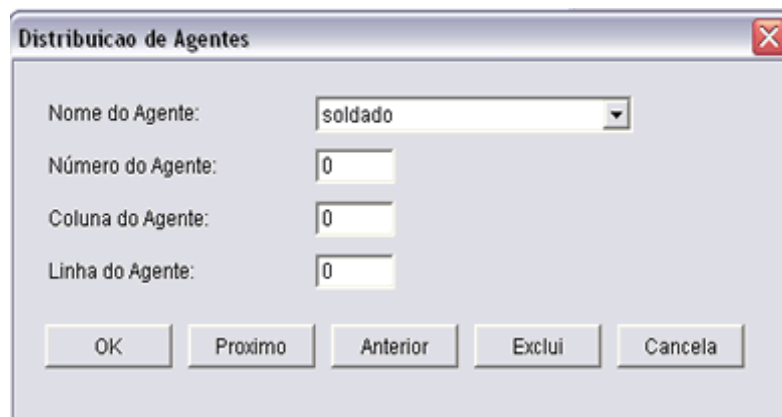 Distribuicao de Agentes
Nome do Agente: soldado
Número do Agente: 0
Coluna do Agente: 0
Linha do Agente: 0
OK Proximo Anterior Exclui Cancela